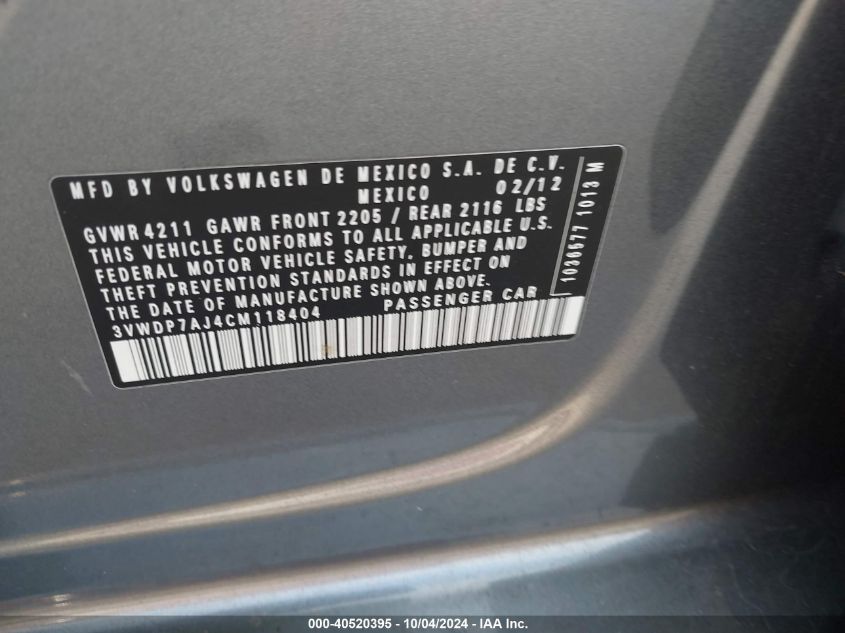 MFD BY VOLKSWAGEN DE MEXICO S.A. DE C.V.
MEXICO 02/12
GVWR 4211 GAWR FRONT 2205 / REAR 2116 LBS
THIS VEHICLE CONFORMS TO ALL APPLICABLE U.S.
FEDERAL MOTOR VEHICLE SAFETY, BUMPER AND
THEFT PREVENTION STANDARDS IN EFFECT ON
THE DATE OF MANUFACTURE SHOWN ABOVE.
3VWDP7AJ4CM118404 PASSENGER CAR
1036577 1013 M
000-40520395 - 10/04/2024 - IAA Inc.